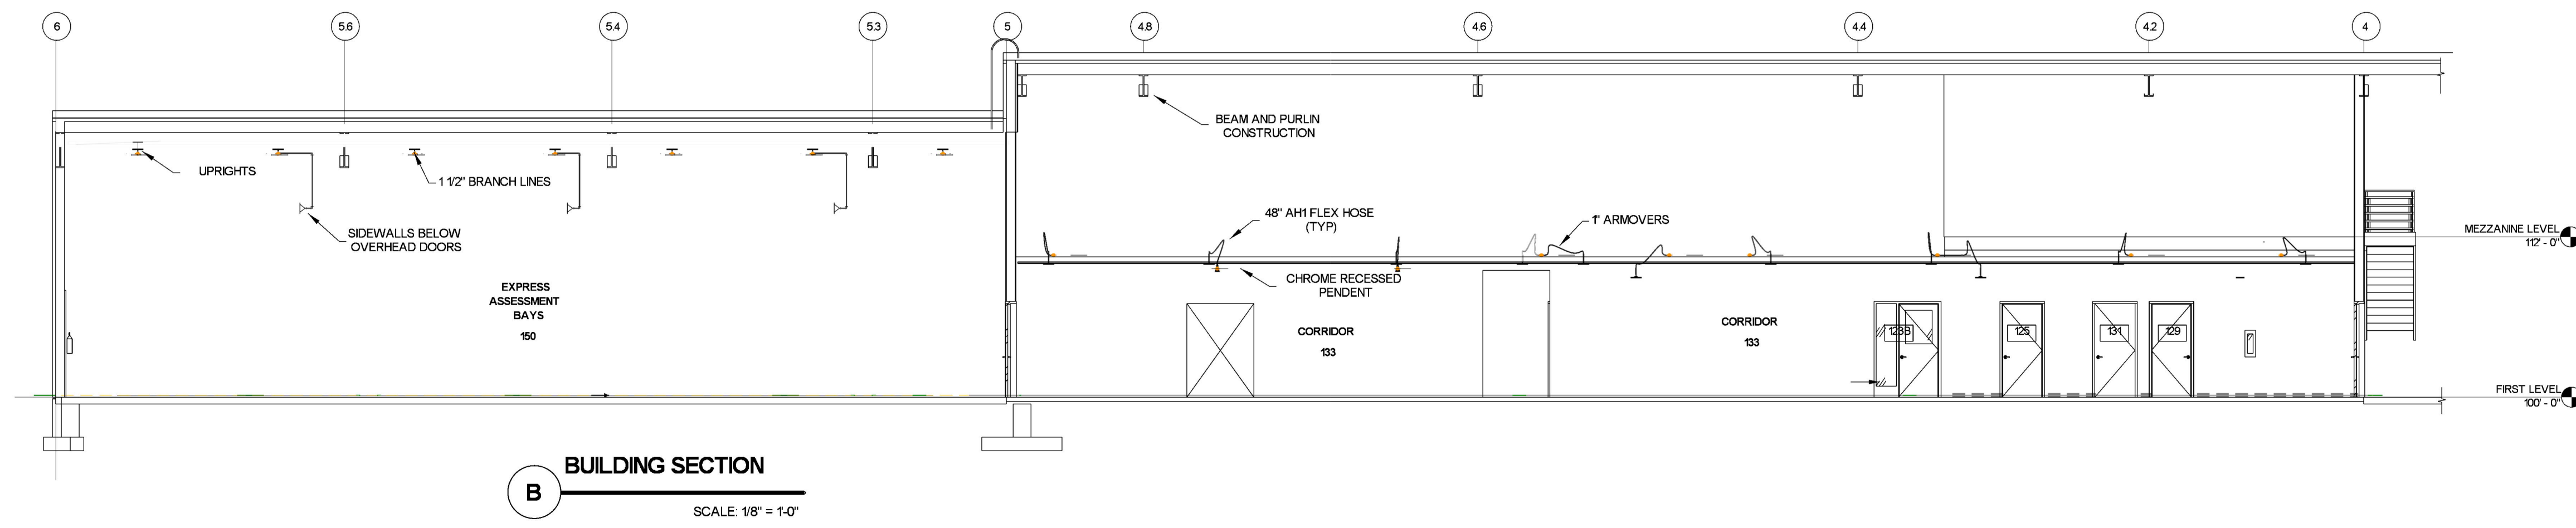 6
5.6
5.4
5.3
5
4.8
4.6
4.4
4.2
4
BEAM AND PURLIN
CONSTRUCTION
UPRIGHTS
1 1/2" BRANCH LINES
SIDEWALLS BELOW
OVERHEAD DOORS
48" AH1 FLEX HOSE
(TYP)
1" ARMOVERS
MEZZANINE LEVEL
112' - 0"
CHROME RECESSED
PENDENT
EXPRESS
ASSESSMENT
BAYS
150
CORRIDOR
133
CORRIDOR
133
123B
125
131
129
FIRST LEVEL
100' - 0"
B
BUILDING SECTION
SCALE: 1/8" = 1'-0"